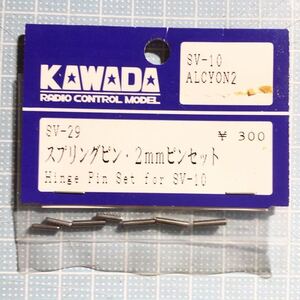 KAWADA
RADIO CONTROL MODEL
SV-10
ALCYON2
SV-29
¥ 300
スプリングピン・2mmピンセット
Hinge Pin Set for SV-10